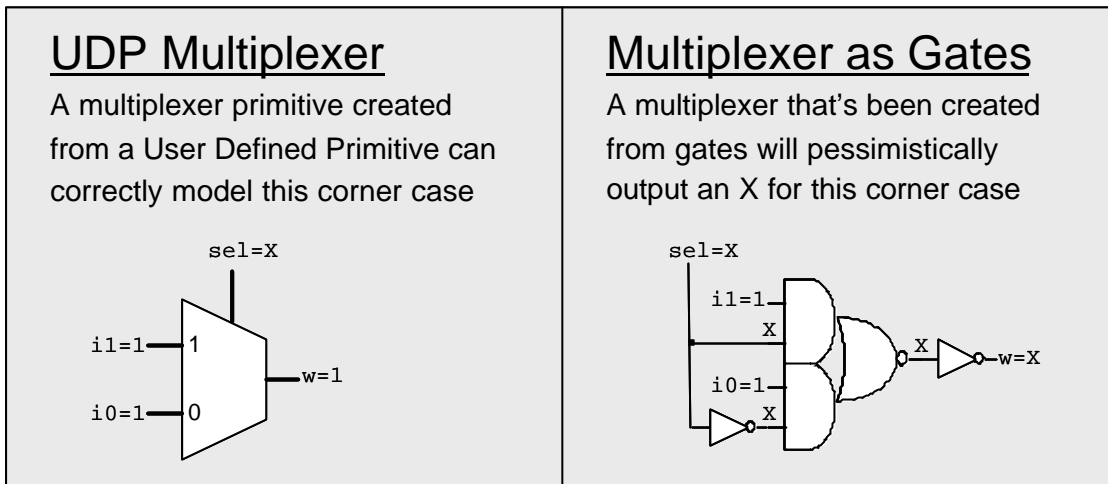 UDP Multiplexer
A multiplexer primitive created
from a User Defined Primitive can
correctly model this corner case
sel=X
i1=1
1
w=1
i0=1
0
Multiplexer as Gates
A multiplexer that's been created
from gates will pessimistically
output an X for this corner case
sel=X
i1=1
X
X
w=X
i0=1
X